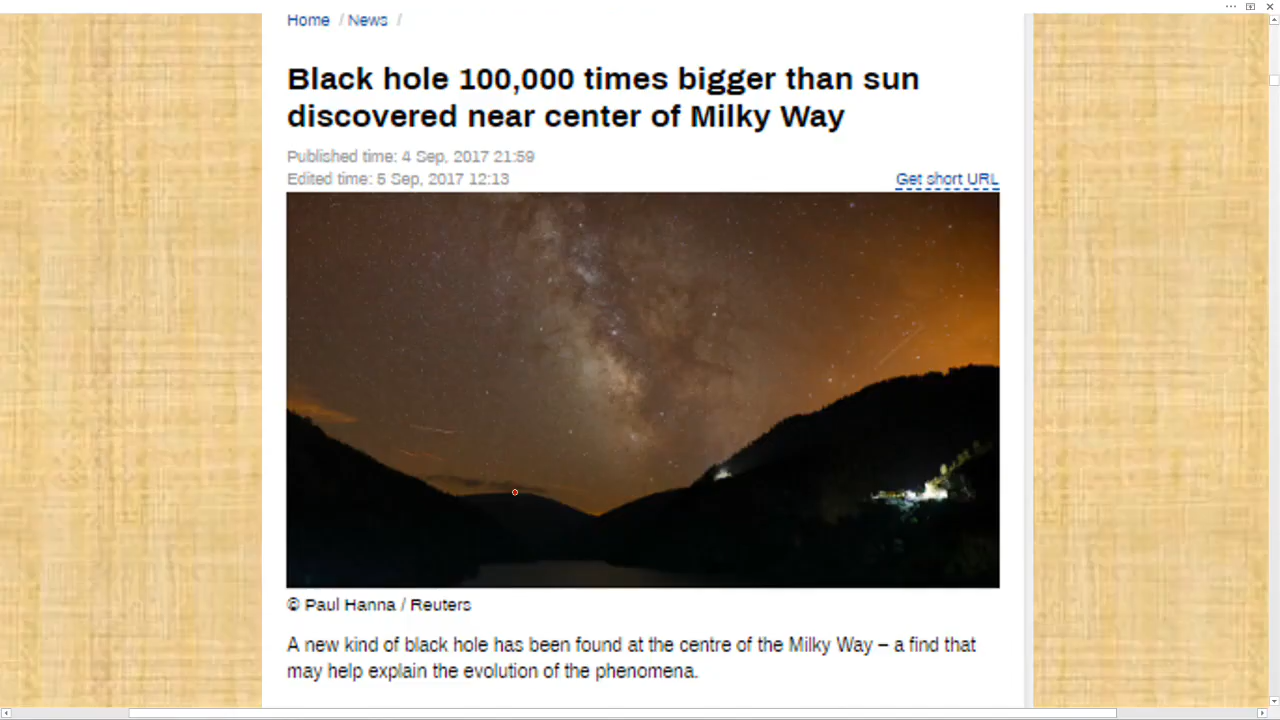 Home / News /
Black hole 100,000 times bigger than sun
discovered near center of Milky Way
Published time: 4 Sep, 2017 21:59
Edited time: 5 Sep, 2017 12:13
Get short URL
© Paul Hanna / Reuters
A new kind of black hole has been found at the centre of the Milky Way – a find that
may help explain the evolution of the phenomena.